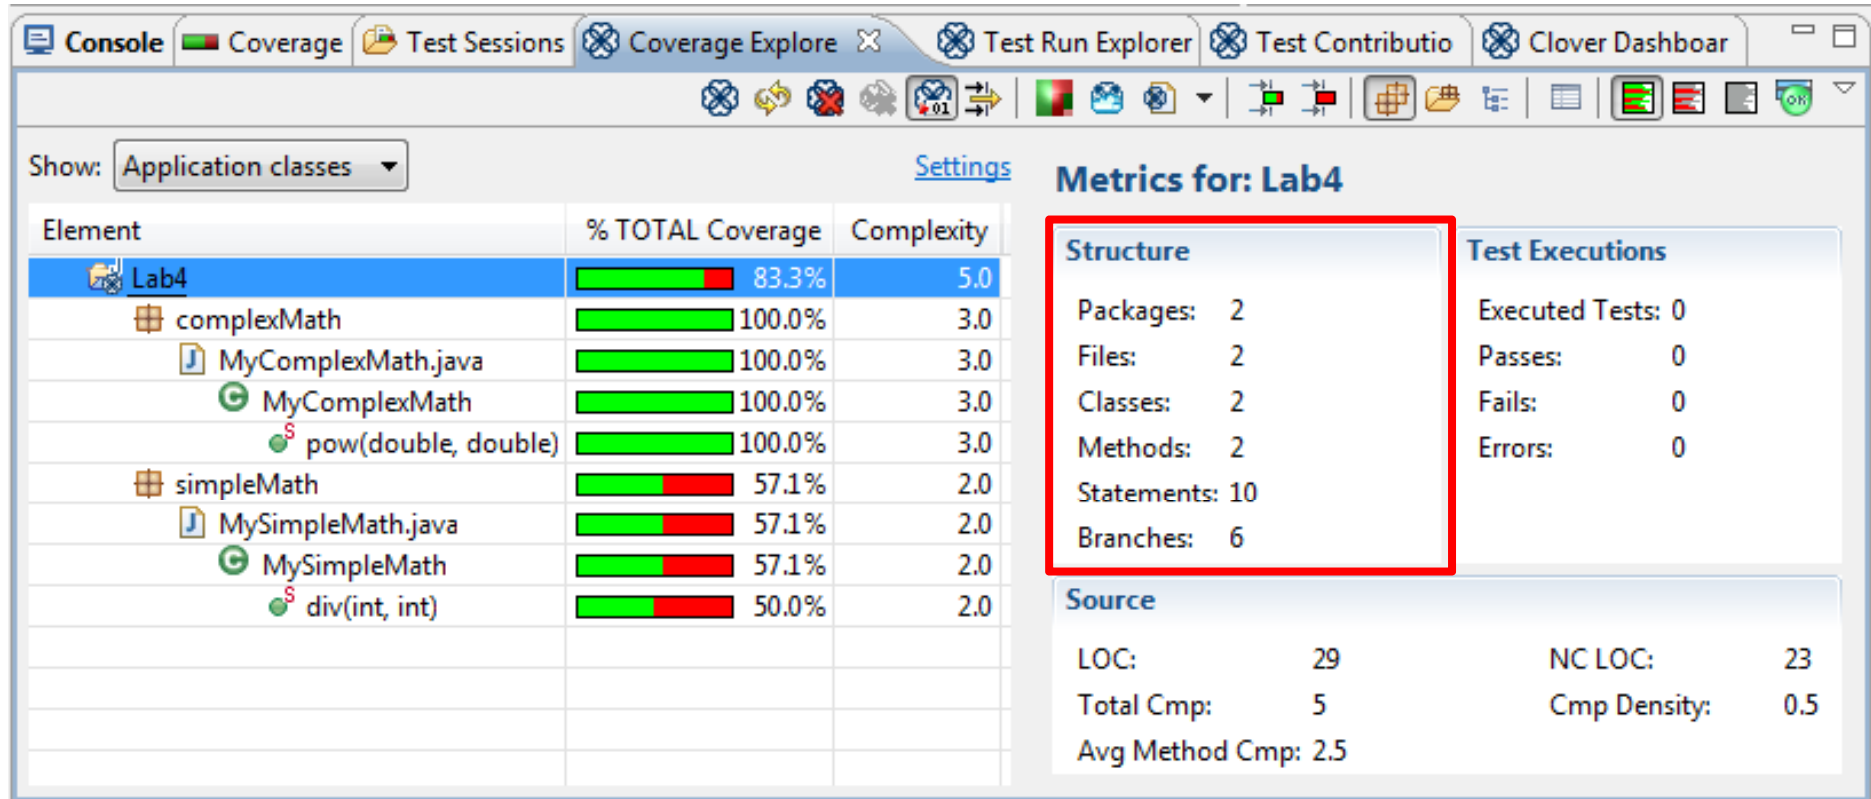 Console Coverage Test Sessions Coverage Explore Test Run Explorer Test Contributio Clover Dashboar
Show: Application classes Settings
Element % TOTAL Coverage Complexity
Lab4 83.3% 5.0
complexMath 100.0% 3.0
MyComplexMath.java 100.0% 3.0
MyComplexMath 100.0% 3.0
pow(double, double) 100.0% 3.0
simpleMath 57.1% 2.0
MySimpleMath.java 57.1% 2.0
MySimpleMath 57.1% 2.0
div(int, int) 50.0% 2.0
Metrics for: Lab4
Structure
Packages: 2
Files: 2
Classes: 2
Methods: 2
Statements: 10
Branches: 6
Test Executions
Executed Tests: 0
Passes: 0
Fails: 0
Errors: 0
Source
LOC: 29 NC LOC: 23
Total Cmp: 5 Cmp Density: 0.5
Avg Method Cmp: 2.5